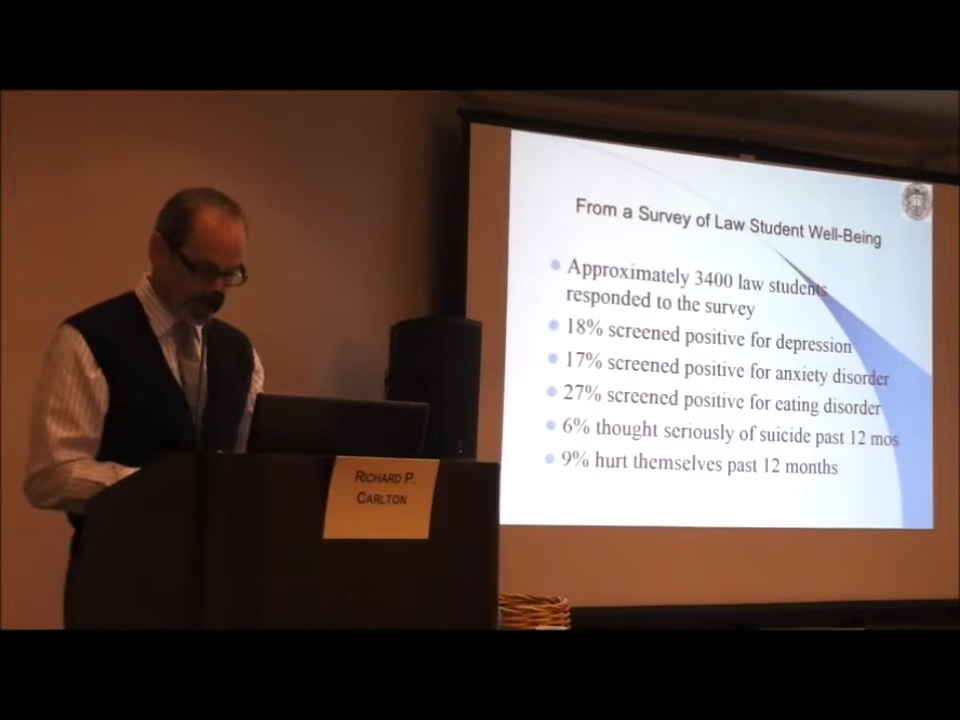 From a Survey of Law Student Well-Being
Approximately 3400 law students
responded to the survey
18% screened positive for depression
17% screened positive for anxiety disorder
27% screened positive for eating disorder
6% thought seriously of suicide past 12 mos
9% hurt themselves past 12 months
RICHARD P.
CARLTON